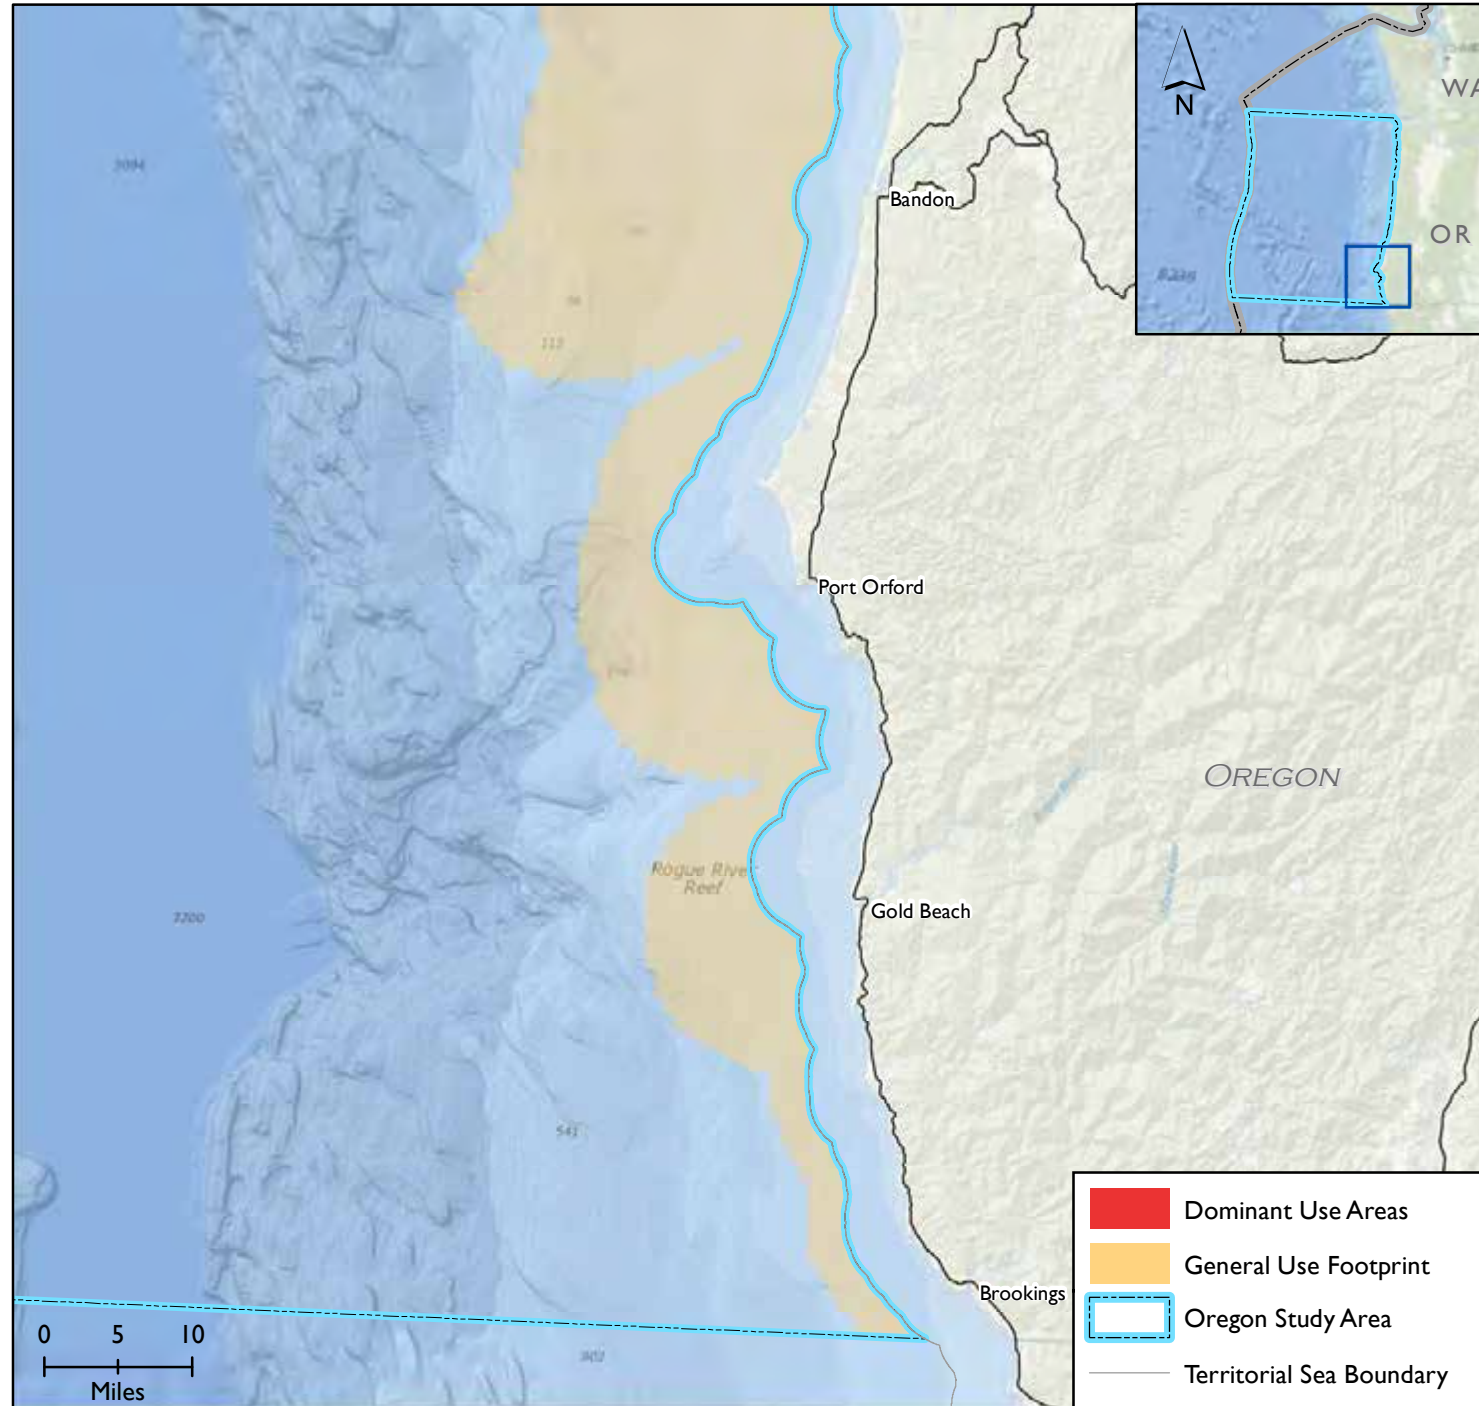 N
WA
OR
Bandon
112
Port Orford
OREGON
Rogue River
Reef
Gold Beach
541
Brookings
0 5 10
Miles
Dominant Use Areas
General Use Footprint
Oregon Study Area
Territorial Sea Boundary